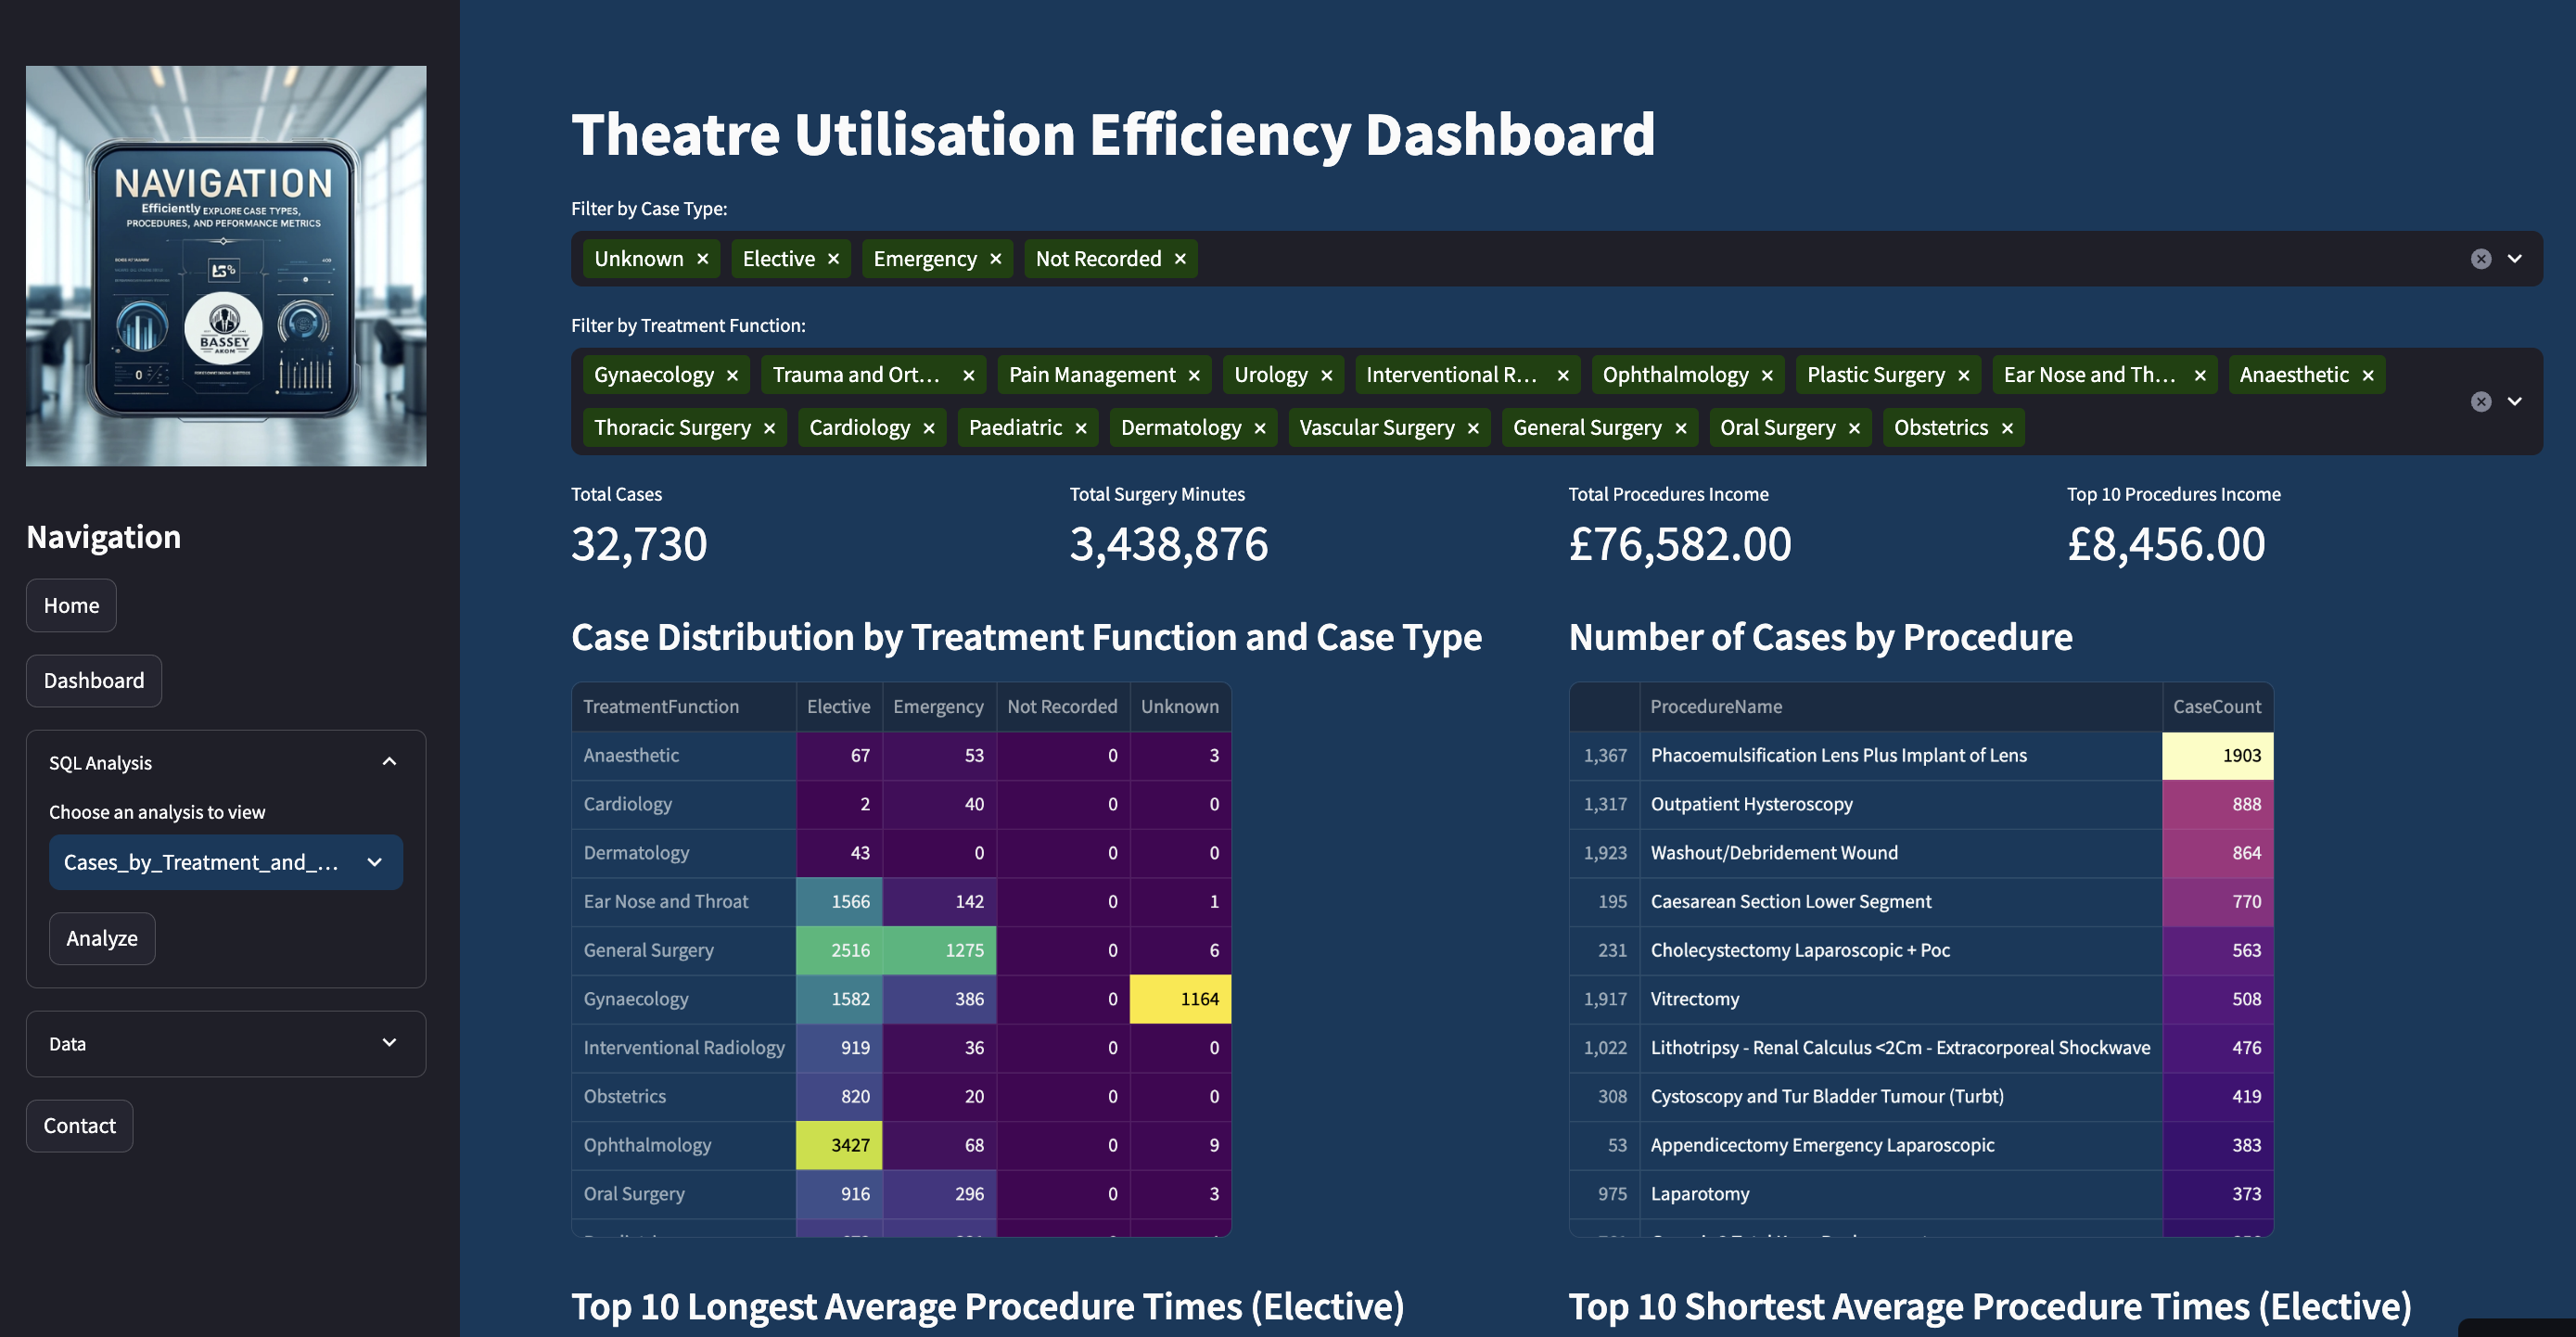 NAVIGATION
Efficiently EXPLORE CASE TYPES,
PROCEDURES, AND PEFORMANCE METRICS
BASSEY
AKOM
0
Navigation
Home
Dashboard
SQL Analysis
Choose an analysis to view
Cases_by_Treatment_and_...
Analyze
Data
Contact
Theatre Utilisation Efficiency Dashboard
Filter by Case Type:
Unknown Elective Emergency Not Recorded
Filter by Treatment Function:
Gynaecology Trauma and Ort... Pain Management Urology Interventional R... Ophthalmology Plastic Surgery Ear Nose and Th... Anaesthetic
Thoracic Surgery Cardiology Paediatric Dermatology Vascular Surgery General Surgery Oral Surgery Obstetrics
Total Cases Total Surgery Minutes Total Procedures Income Top 10 Procedures Income
32,730 3,438,876 £76,582.00 £8,456.00
Case Distribution by Treatment Function and Case Type
TreatmentFunction Elective Emergency Not Recorded Unknown
Anaesthetic 67 53 0 3
Cardiology 2 40 0 0
Dermatology 43 0 0 0
Ear Nose and Throat 1566 142 0 1
General Surgery 2516 1275 0 6
Gynaecology 1582 386 0 1164
Interventional Radiology 919 36 0 0
Obstetrics 820 20 0 0
Ophthalmology 3427 68 0 9
Oral Surgery 916 296 0 3
Number of Cases by Procedure
ProcedureName CaseCount
1,367 Phacoemulsification Lens Plus Implant of Lens 1903
1,317 Outpatient Hysteroscopy 888
1,923 Washout/Debridement Wound 864
195 Caesarean Section Lower Segment 770
231 Cholecystectomy Laparoscopic + Poc 563
1,917 Vitrectomy 508
1,022 Lithotripsy - Renal Calculus <2Cm - Extracorporeal Shockwave 476
308 Cystoscopy and Tur Bladder Tumour (Turbt) 419
53 Appendicectomy Emergency Laparoscopic 383
975 Laparotomy 373
Top 10 Longest Average Procedure Times (Elective)
Top 10 Shortest Average Procedure Times (Elective)